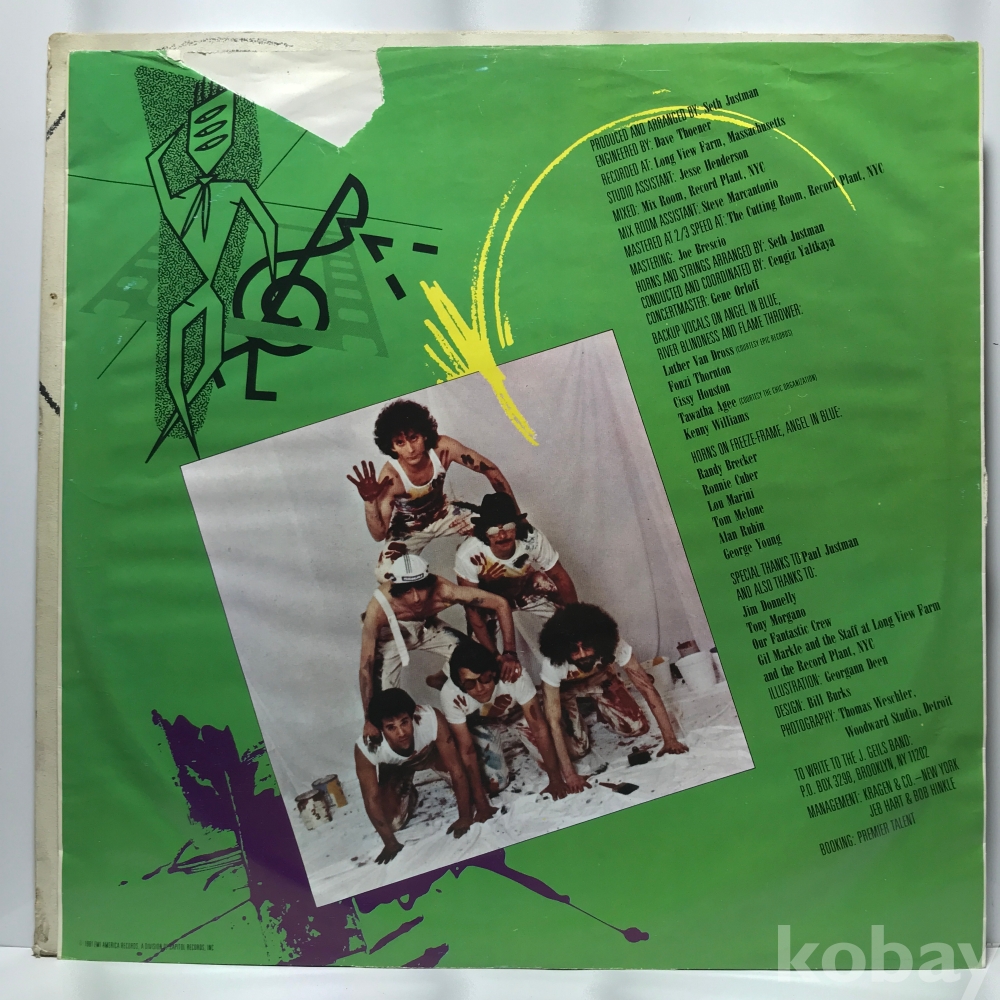 PRODUCED AND ARRANGED BY: Seth Justman
ENGINEERED BY: Dave Thoener
RECORDED AT: Long View Farm, Massachusetts
STUDIO ASSISTANT: Jesse Henderson
MIXED: Mix Room, Record Plant, NYC
MIX ROOM ASSISTANT: Steve Marcantonio
MASTERED AT 2/3 SPEED AT: The Cutting Room, Record Plant, NYC
MASTERING: Joe Brescio
HORNS AND STRINGS ARRANGED BY: Seth Justman
CONDUCTED AND COORDINATED BY: Cengiz Yaltkaya
CONCERTMASTER: Gene Orloff
BACKUP VOCALS ON ANGEL IN BLUE,
RIVER BLINDNESS AND FLAME THROWER:
Luther Van Dross (COURTESY EPIC RECORDS)
Fonzi Thornton
Cissy Houston
Tawatha Agee (COURTESY THE CHIC ORGANIZATION)
Kenny Williams
HORNS ON FREEZE-FRAME, ANGEL IN BLUE:
Randy Brecker
Ronnie Cuber
Lou Marini
Tom Melone
Alan Rubin
George Young
SPECIAL THANKS TO Paul Justman
AND ALSO THANKS TO:
Jim Donnelly
Tony Morgano
Our Fantastic Crew
Gil Markle and the Staff at Long View Farm
and the Record Plant, NYC
ILLUSTRATION: Georgann Deen
DESIGN: Bill Burks
PHOTOGRAPHY: Thomas Weschler,
Woodward Studio, Detroit
TO WRITE TO THE J. GEILS BAND:
P.O. BOX 3298, BROOKLYN, NY 11202
MANAGEMENT: KRAGEN & CO.—NEW YORK
JEB HART & BOB HINKLE
BOOKING: PREMIER TALENT
© 1981 EMI AMERICA RECORDS, A DIVISION OF CAPITOL RECORDS, INC
kobay